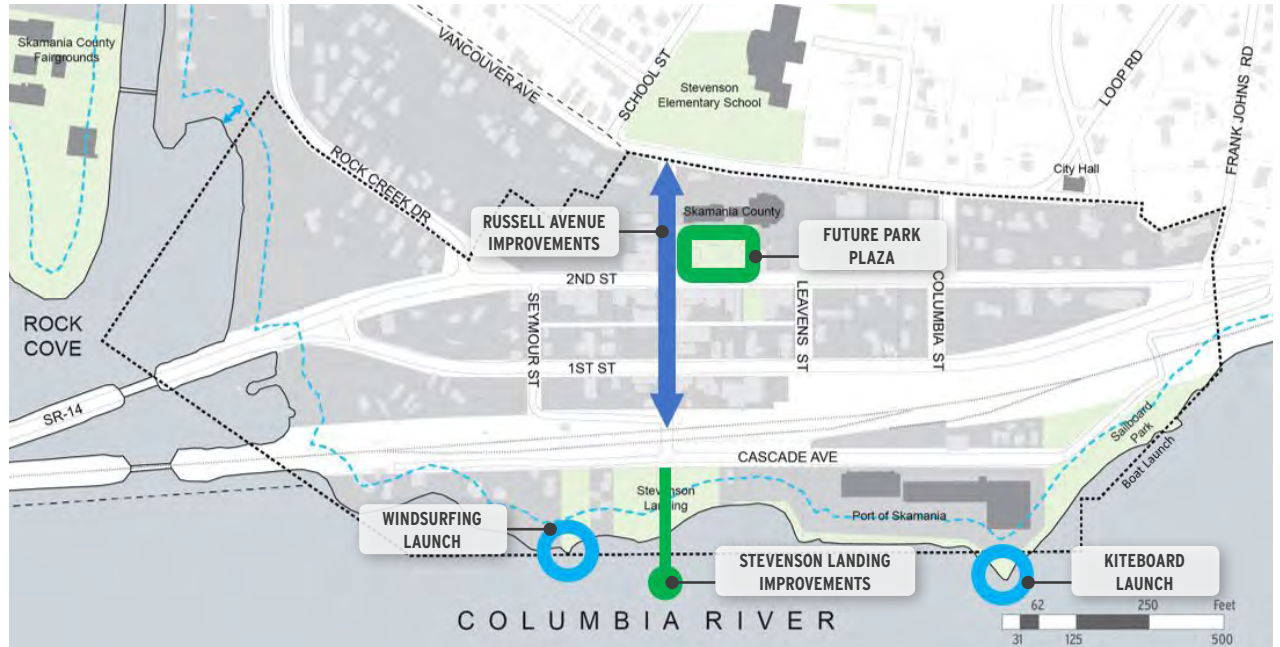 Skamania County
Fairgrounds
VANCOUVER AVE
SCHOOL ST
Stevenson
Elementary School
LOOP RD
FRANK JOHNS RD
City Hall
ROCK CREEK DR
RUSSELL AVENUE
IMPROVEMENTS
Skamania County
FUTURE PARK
PLAZA
2ND ST
SEYMOUR ST
LEAVENS ST
COLUMBIA ST
ROCK
COVE
1ST ST
SR-14
CASCADE AVE
Sailboard
Park
Boat Launch
Stevenson
Landing
Port of Skamania
WINDSURFING
LAUNCH
STEVENSON LANDING
IMPROVEMENTS
KITEBOARD
LAUNCH
COLUMBIA RIVER
62 250 Feet
31 125 500